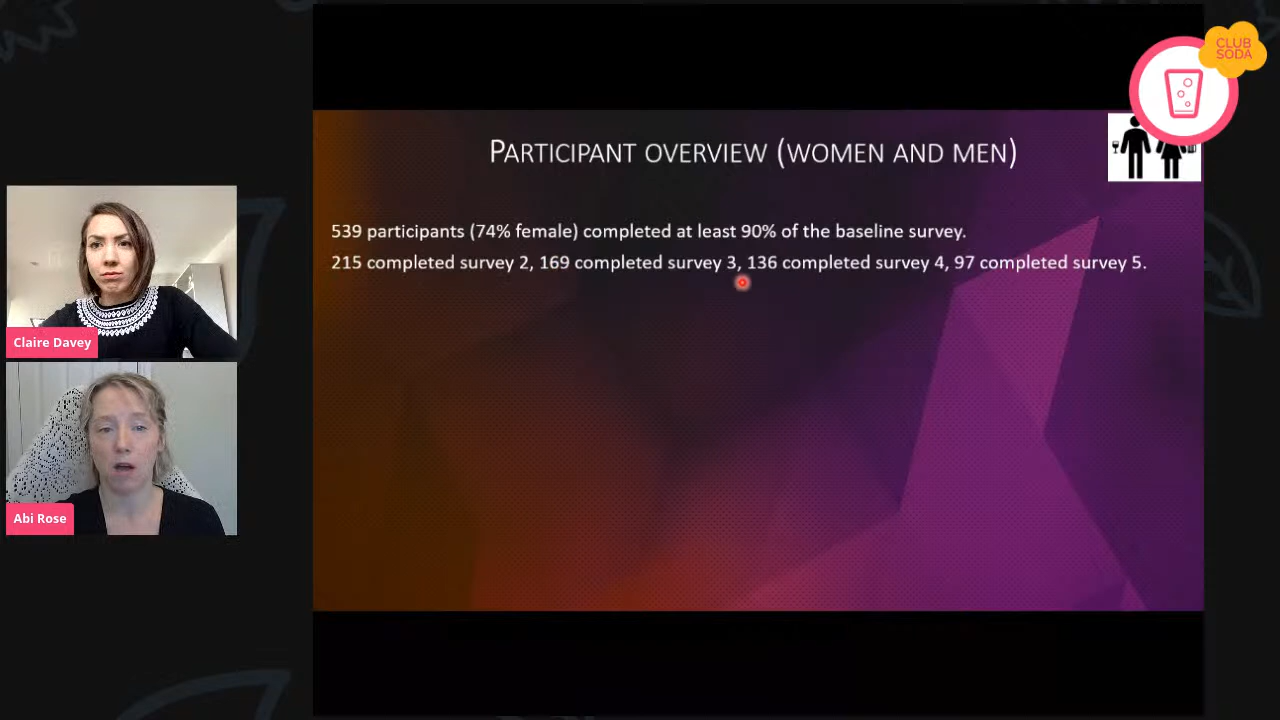 CLUB
SODA
PARTICIPANT OVERVIEW (WOMEN AND MEN)
539 participants (74% female) completed at least 90% of the baseline survey.
215 completed survey 2, 169 completed survey 3, 136 completed survey 4, 97 completed survey 5.
Claire Davey
Abi Rose